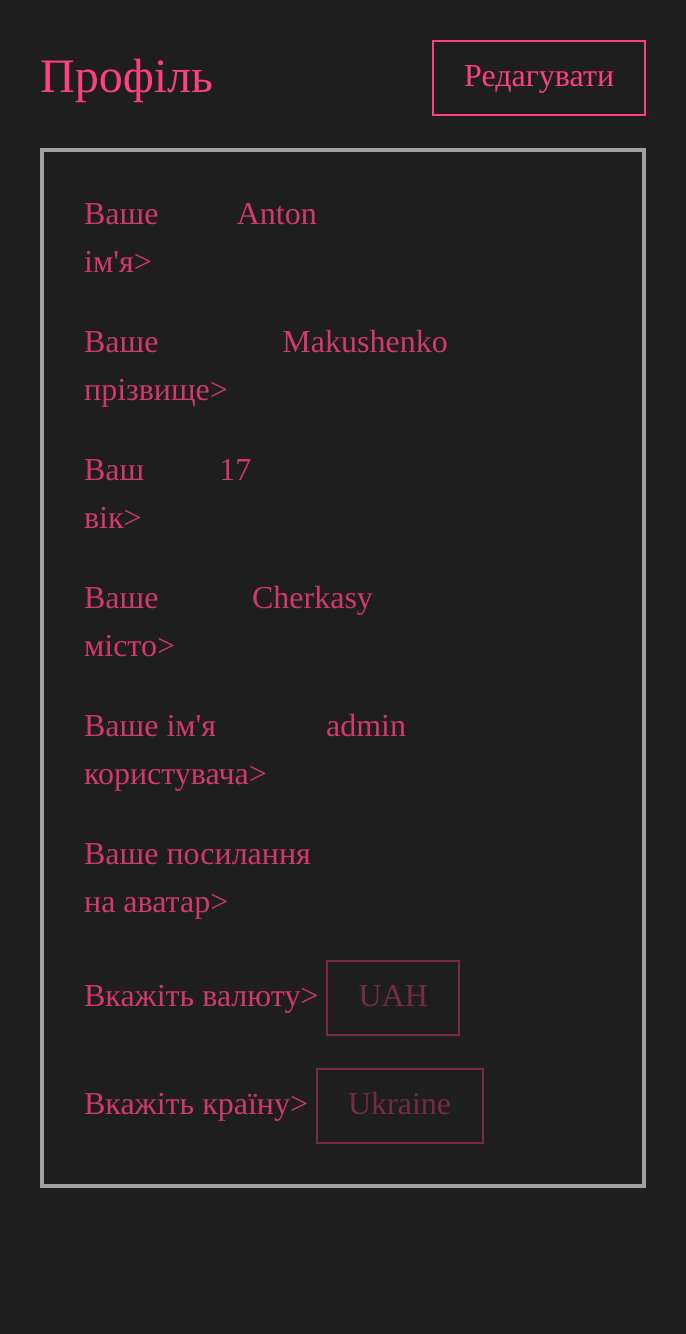 Профіль
Редагувати
Ваше Anton
ім'я>
Ваше Makushenko
прізвище>
Ваш 17
вік>
Ваше Cherkasy
місто>
Ваше ім'я admin
користувача>
Ваше посилання
на аватар>
Вкажіть валюту> UAH
Вкажіть країну> Ukraine